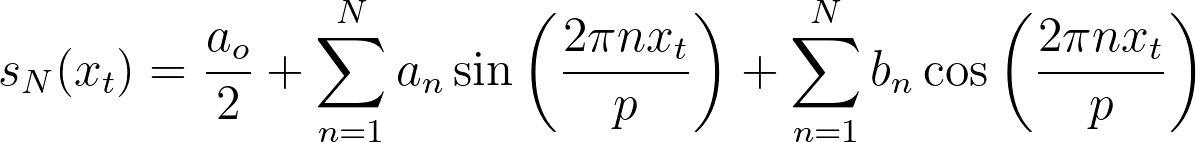 s_N(x_t) = \frac{a_o}{2} + \sum_{n=1}^{N} a_n \sin\left(\frac{2\pi n x_t}{p}\right) + \sum_{n=1}^{N} b_n \cos\left(\frac{2\pi n x_t}{p}\right)